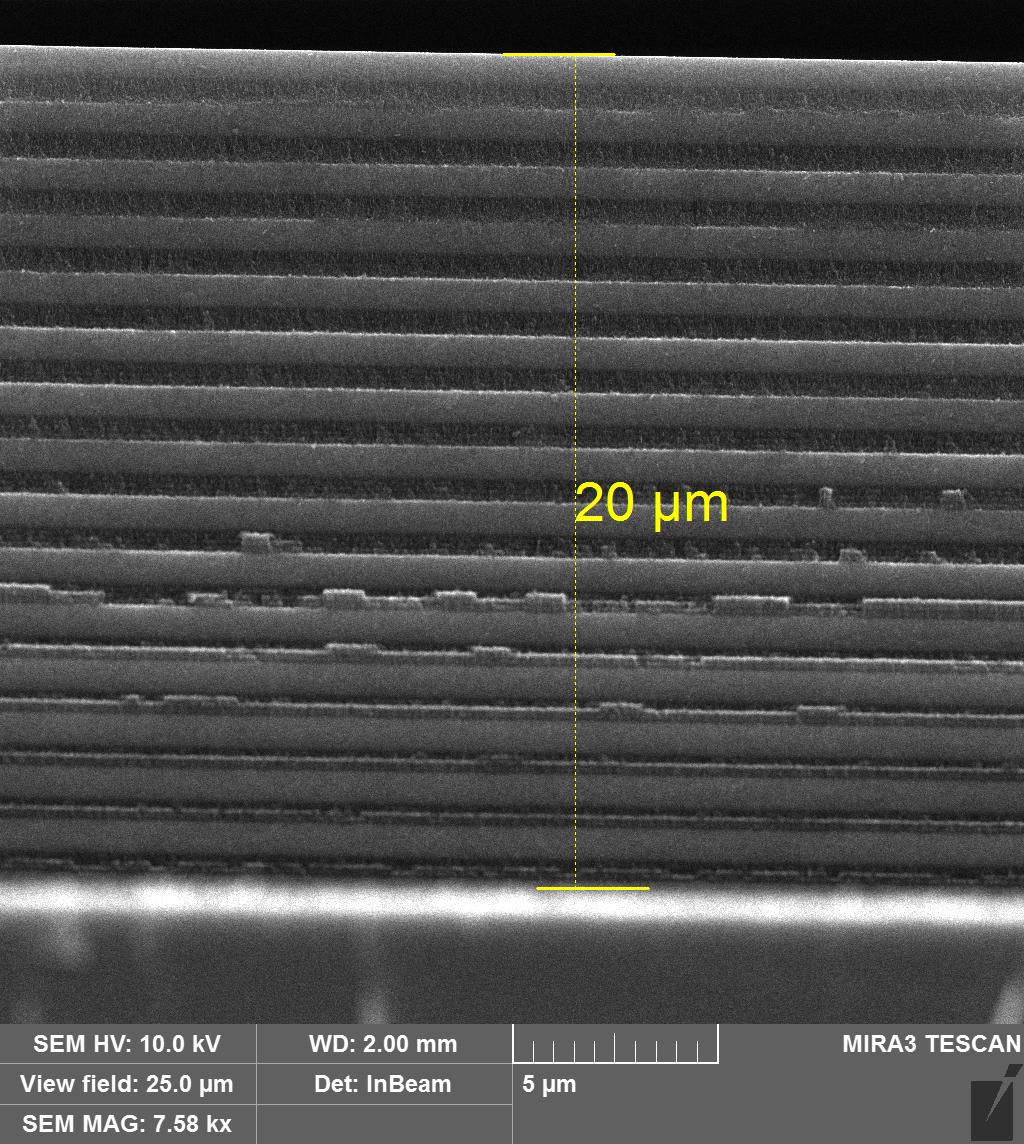 20 µm
SEM HV: 10.0 kV
WD: 2.00 mm
MIRA3 TESCAN
View field: 25.0 µm
Det: InBeam
5 µm
SEM MAG: 7.58 kx